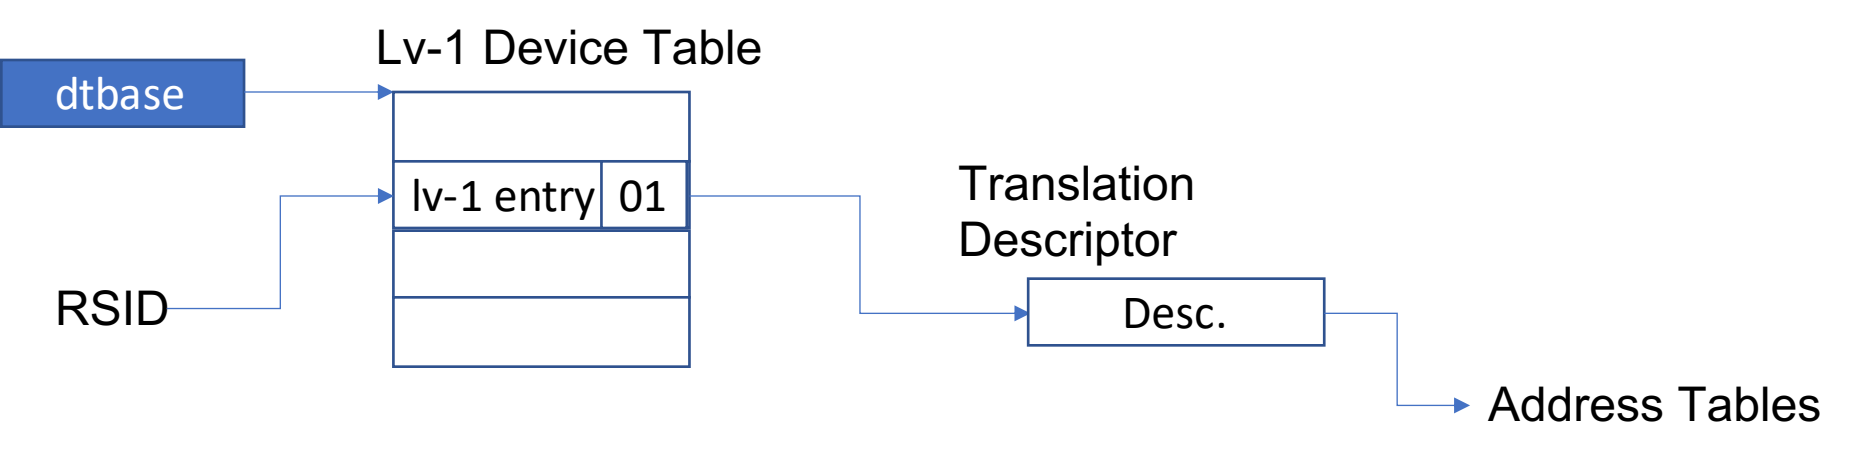 Lv-1 Device Table
dtbase
lv-1 entry 01
Translation
Descriptor
RSID
Desc.
Address Tables